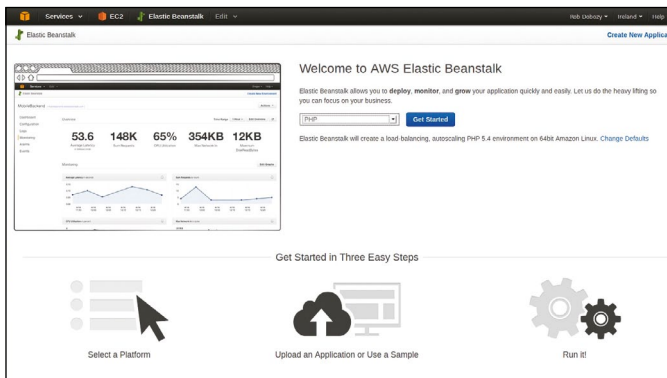 Services EC2 Elastic Beanstalk Edit Rob Debozy Ireland Help
Elastic Beanstalk Create New Applica
Welcome to AWS Elastic Beanstalk
Elastic Beanstalk allows you to deploy, monitor, and grow your application quickly and easily. Let us do the heavy lifting so
you can focus on your business.
PHP Get Started
Elastic Beanstalk will create a load-balancing, autoscaling PHP 5.4 environment on 64bit Amazon Linux. Change Defaults
Overview
53.6 148K 65% 354KB 12KB
Monitoring
Get Started in Three Easy Steps
Select a Platform Upload an Application or Use a Sample Run it!